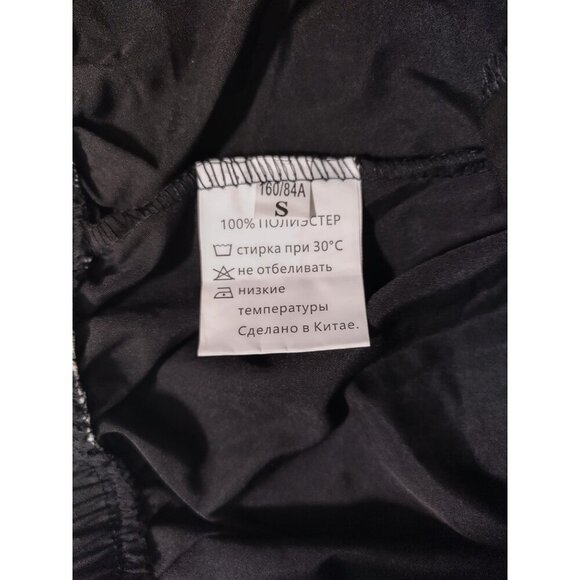 160/84A
S
100% ПОЛИЭСТЕР
стирка при 30°C
не отбеливать
низкие
температуры
Сделано в Китае.